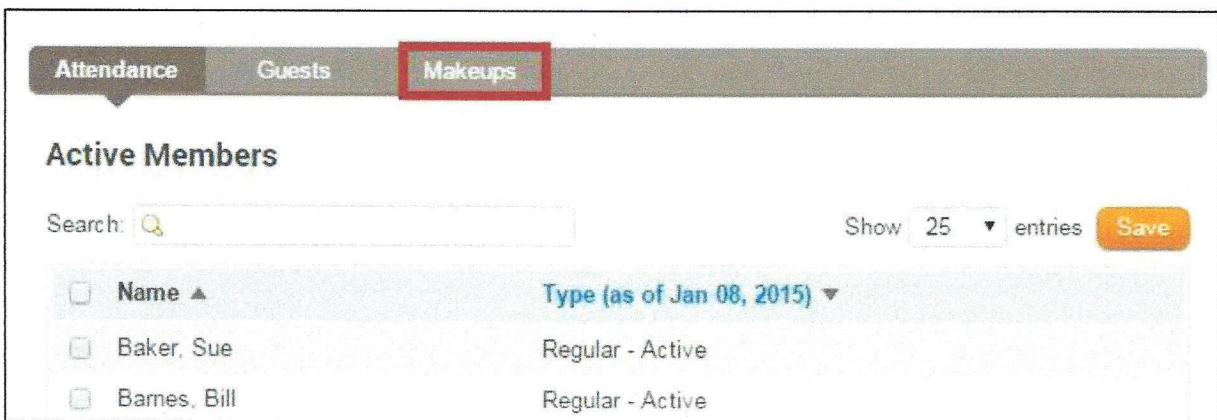 Attendance Guests Makeups
Active Members
Search: Show 25 entries Save
Name Type (as of Jan 08, 2015)
Baker, Sue Regular - Active
Barnes, Bill Regular - Active